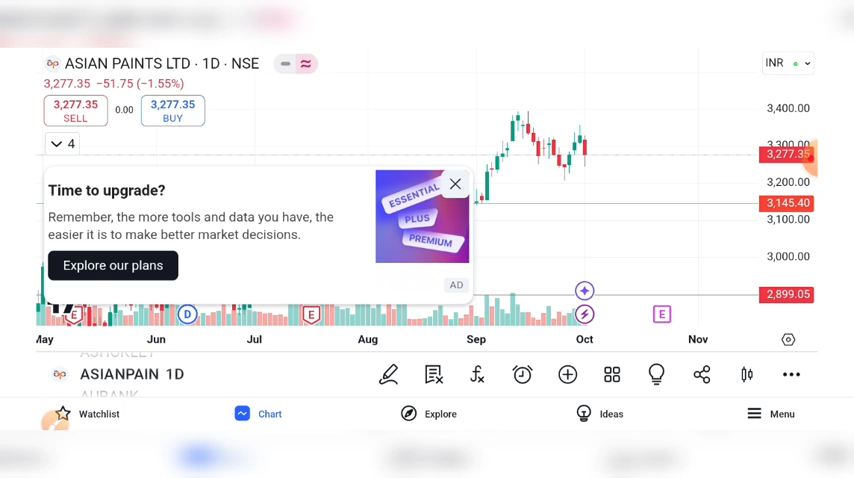 ASIAN PAINTS LTD · 1D · NSE
INR
3,277.35 −51.75 (−1.55%)
3,277.35
SELL
0.00
3,277.35
BUY
4
3,400.00
3,277.35
3,200.00
3,145.40
3,100.00
3,000.00
2,899.05
Time to upgrade?
Remember, the more tools and data you have, the
easier it is to make better market decisions.
Explore our plans
ESSENTIAL
PLUS
PREMIUM
AD
E
D
E
E
May Jun Jul Aug Sep Oct Nov
ASIANPAIN 1D
Watchlist
Chart
Explore
Ideas
Menu